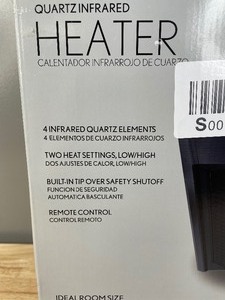 QUARTZ INFRARED
HEATER
CALENTADOR INFRARROJO DE CUARZO
S00
4 INFRARED QUARTZ ELEMENTS
4 ELEMENTOS DE CUARZO INFRARROJOS
TWO HEAT SETTINGS, LOW/HIGH
DOS AJUSTES DE CALOR, LOW/HIGH
BUILT-IN TIP OVER SAFETY SHUTOFF
FUNCION DE SEGURIDAD
AUTOMATICA BASCULANTE
REMOTE CONTROL
CONTROL REMOTO
IDEAL ROOM SIZE